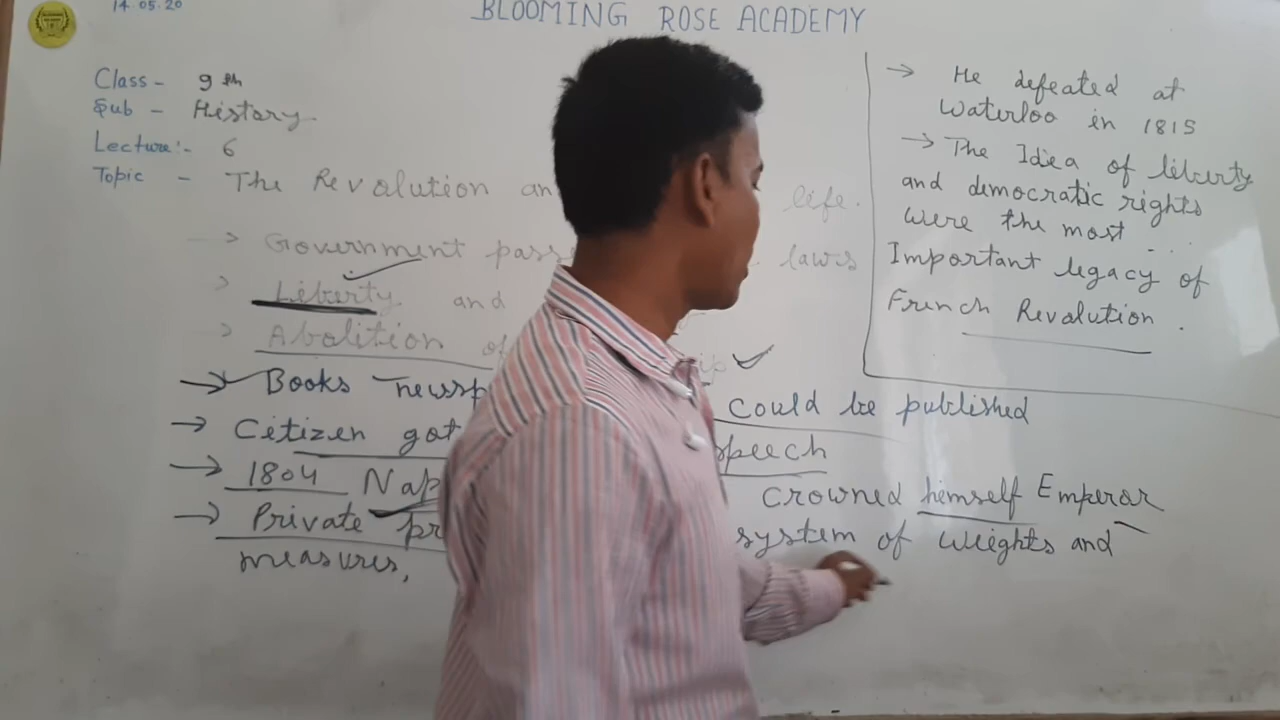 14.05.20
BLOOMING ROSE ACADEMY
Class - 9th
Sub - History
Lecture:- 6
Topic - The Revolution an life.
→ Government pass laws
> Liberty and
> Abolition of
→ Books newsp could be published
→ Citizen got speech
→ 1804 Nap crowned himself Emperor
→ Private pr system of weights and
measures,
→ He defeated at
Waterloo in 1815
→ The Idea of liberty
and democratic rights
were the most ...
Important legacy of
French Revolution.